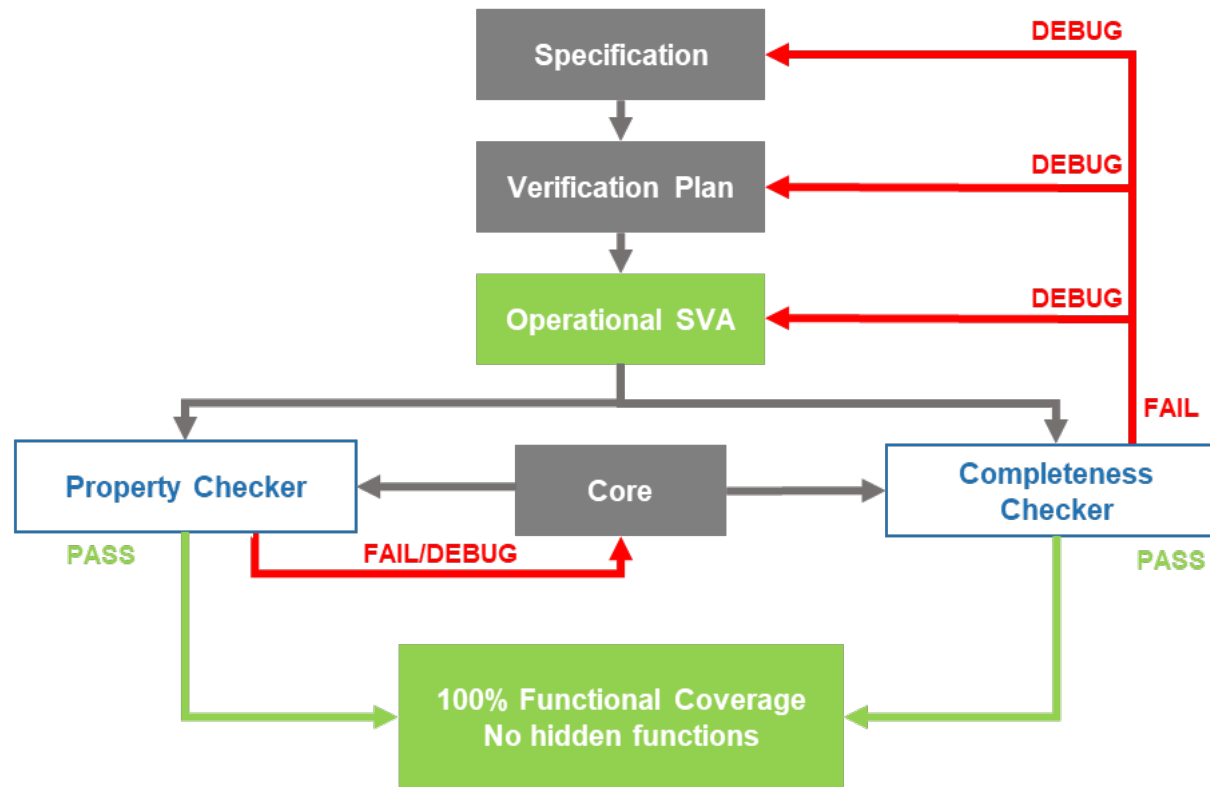 DEBUG
Specification
DEBUG
Verification Plan
DEBUG
Operational SVA
FAIL
Property Checker
Core
Completeness
Checker
PASS
FAIL/DEBUG
PASS
100% Functional Coverage
No hidden functions